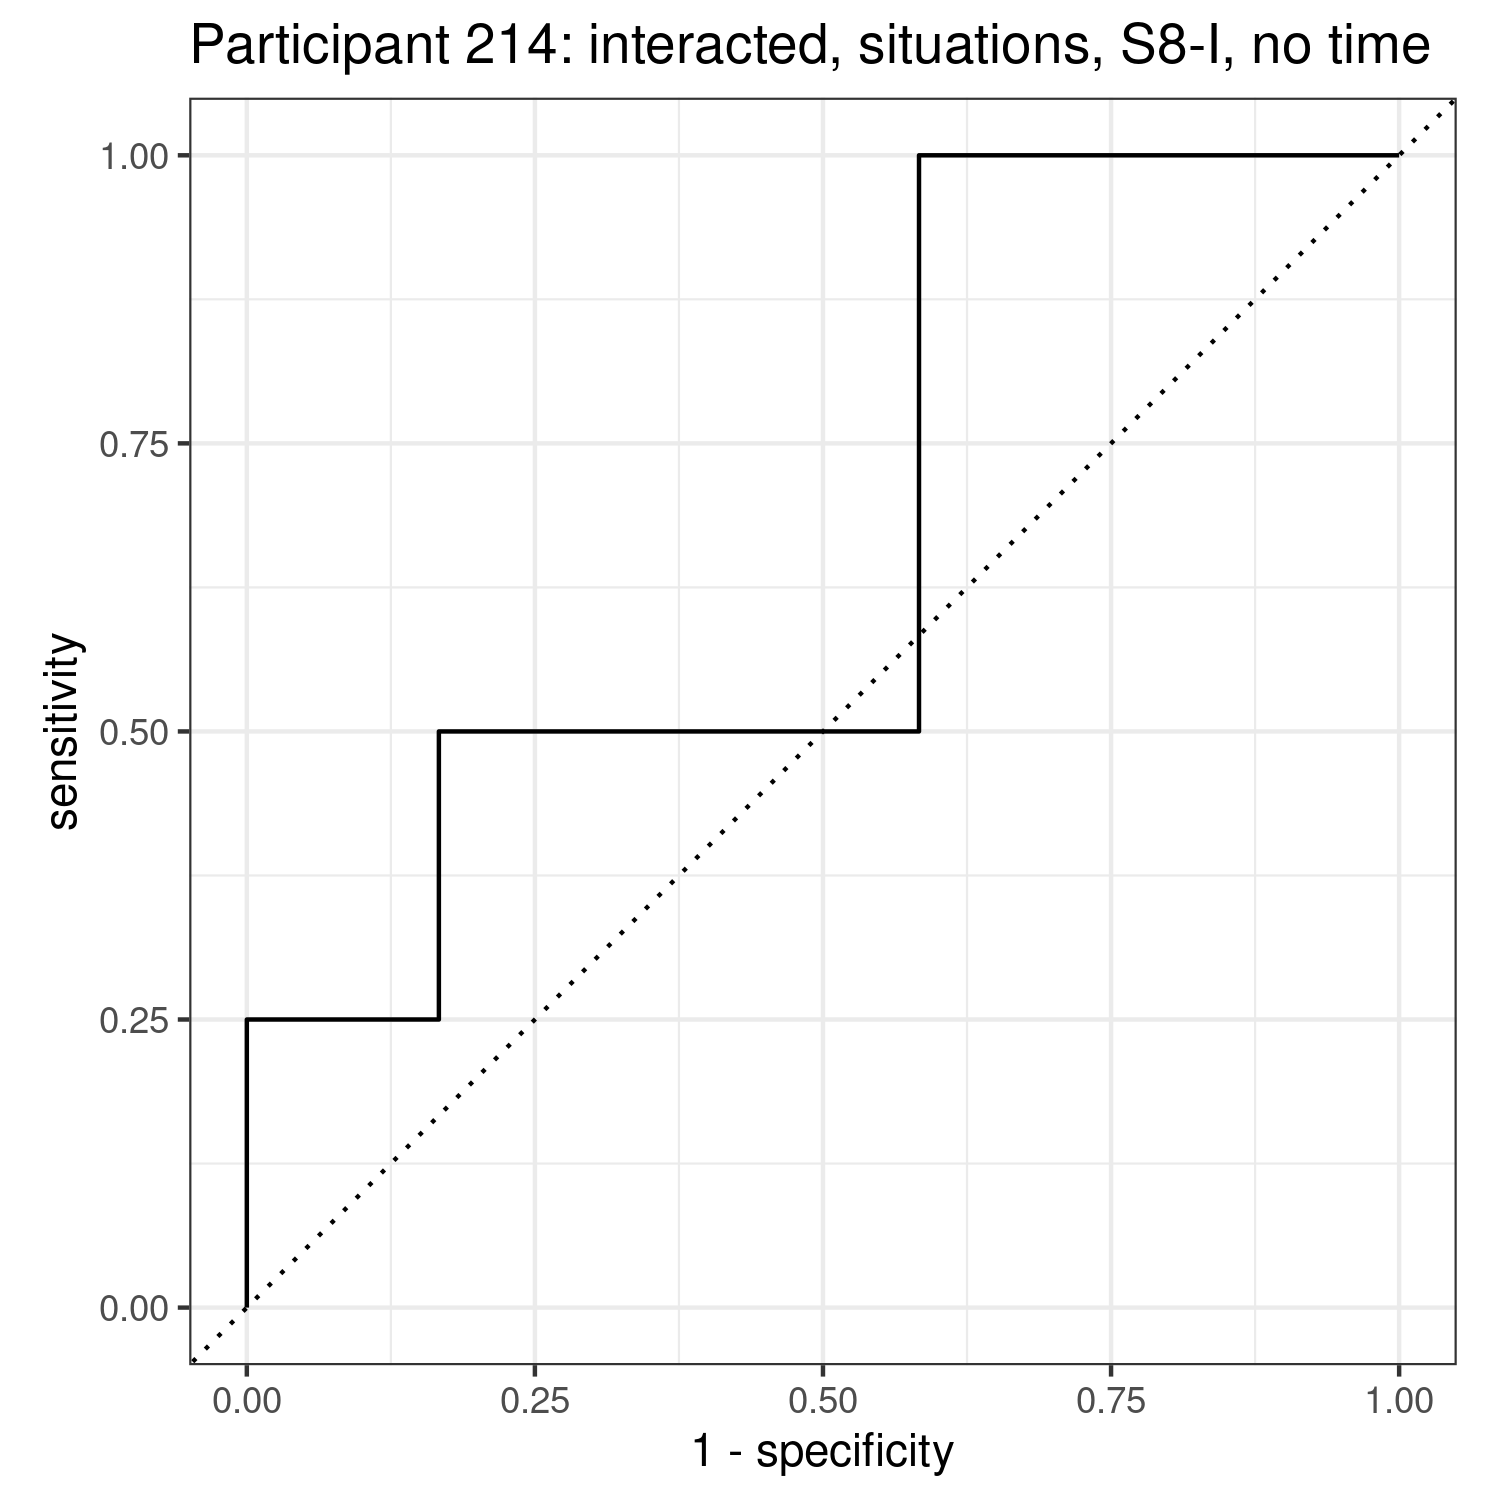 Participant 214: interacted, situations, S8-I, no time
1.00
0.75
0.50
0.25
0.00
sensitivity
0.00 0.25 0.50 0.75 1.00
1 - specificity